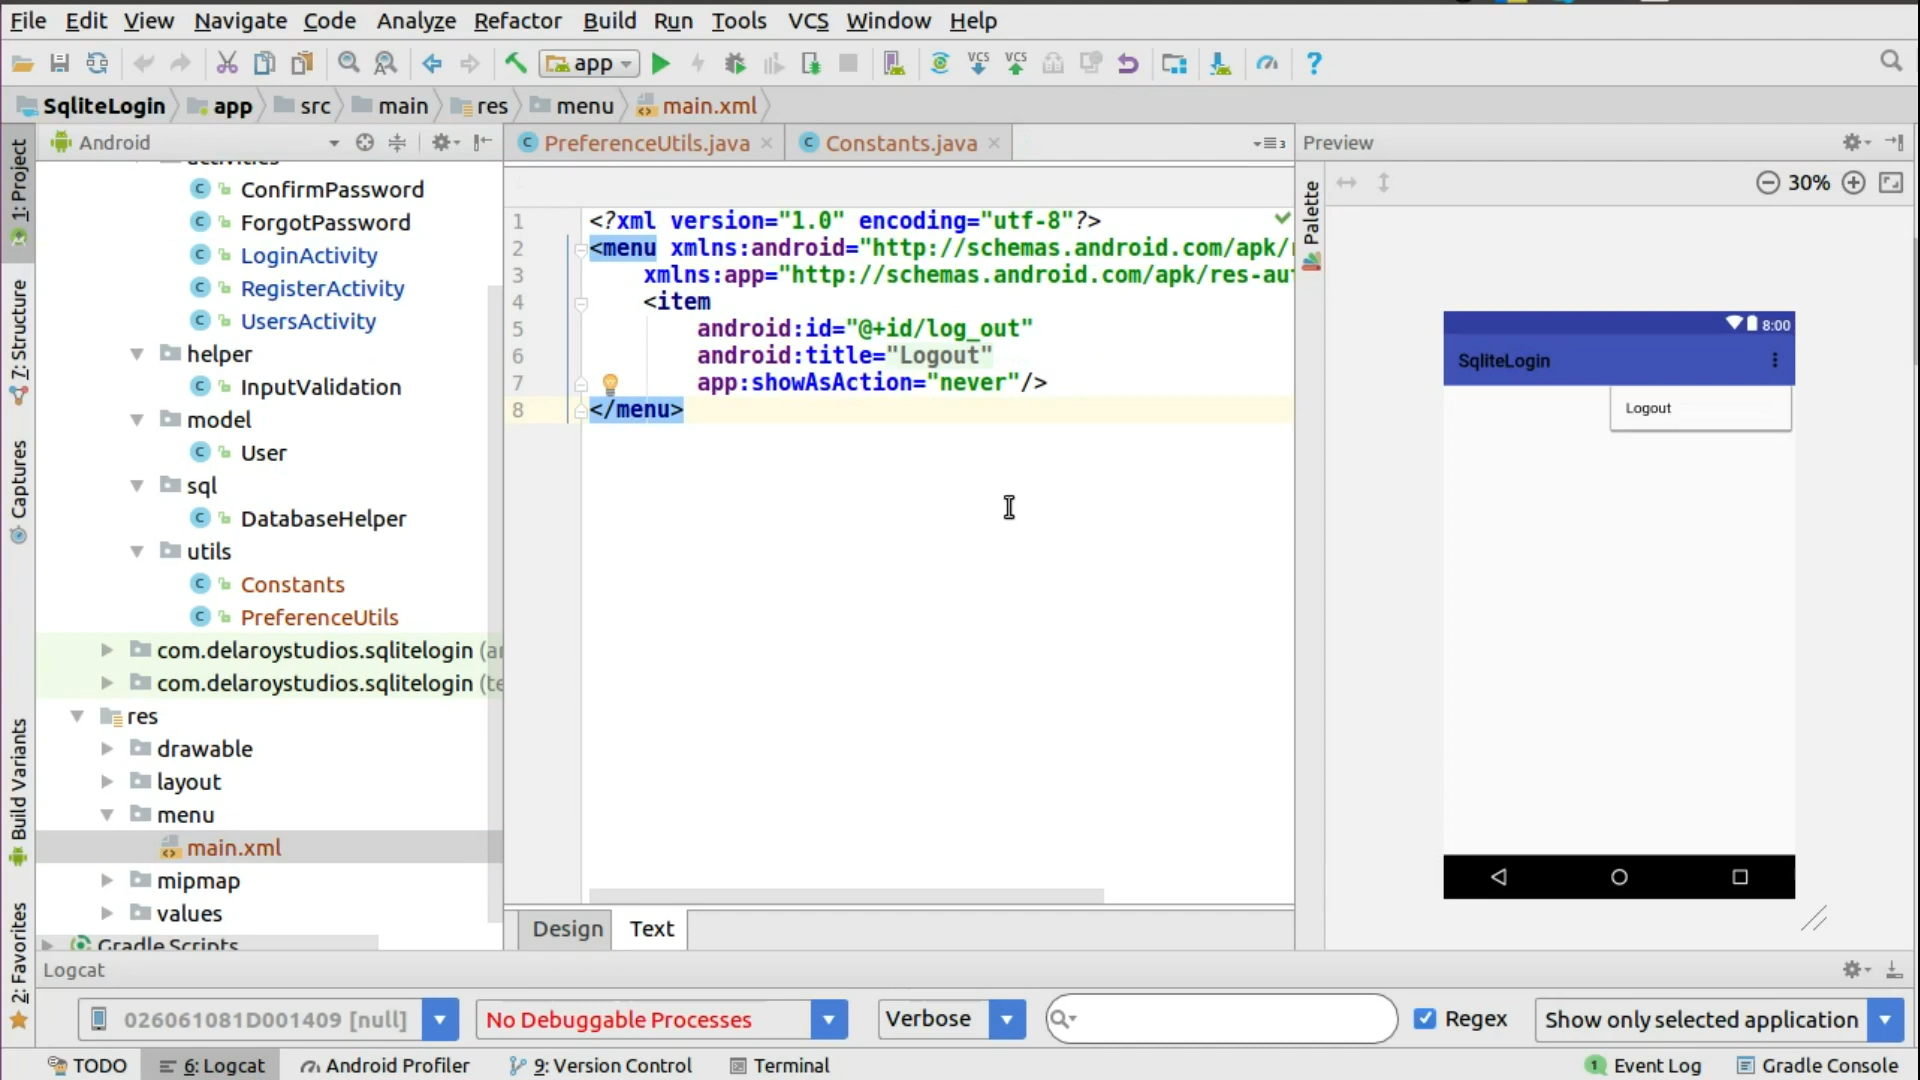 File Edit View Navigate Code Analyze Refactor Build Run Tools VCS Window Help
app VCS VCS ?
SqliteLogin app src main res menu main.xml
Android PreferenceUtils.java Constants.java 3 Preview
activities
ConfirmPassword
ForgotPassword
LoginActivity
RegisterActivity
UsersActivity
helper
InputValidation
model
User
sql
DatabaseHelper
utils
Constants
PreferenceUtils
com.delaroystudios.sqlitelogin
com.delaroystudios.sqlitelogin
res
drawable
layout
menu
main.xml
mipmap
values
Gradle Scripts
1: Project
7: Structure
Captures
Build Variants
2: Favorites
1 <?xml version="1.0" encoding="utf-8"?>
2 <menu xmlns:android="http://schemas.android.com/apk/
3 xmlns:app="http://schemas.android.com/apk/res-au
4 <item
5 android:id="@+id/log_out"
6 android:title="Logout"
7 app:showAsAction="never"/>
8 </menu>
Design Text
Palette
30%
8:00
SqliteLogin
Logout
Logcat
026061081D001409 [null] No Debuggable Processes Verbose Regex Show only selected application
TODO 6: Logcat Android Profiler 9: Version Control Terminal 1 Event Log Gradle Console